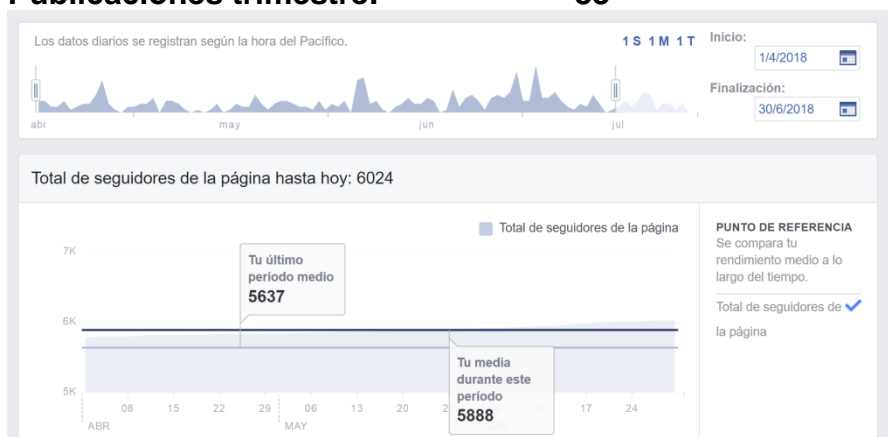 Publicaciones trimestre:
Los datos diarios se registran según la hora del Pacífico.
1 S 1 M 1 T
Inicio:
1/4/2018
Finalización:
30/6/2018
abr may jun jul
Total de seguidores de la página hasta hoy: 6024
Total de seguidores de la página
7K
6K
5K
Tu último
periodo medio
5637
Tu media
durante este
período
5888
08 15 22 29 06 13 20 17 24
ABR MAY
PUNTO DE REFERENCIA
Se compara tu
rendimiento medio a lo
largo del tiempo.
Total de seguidores de
la página